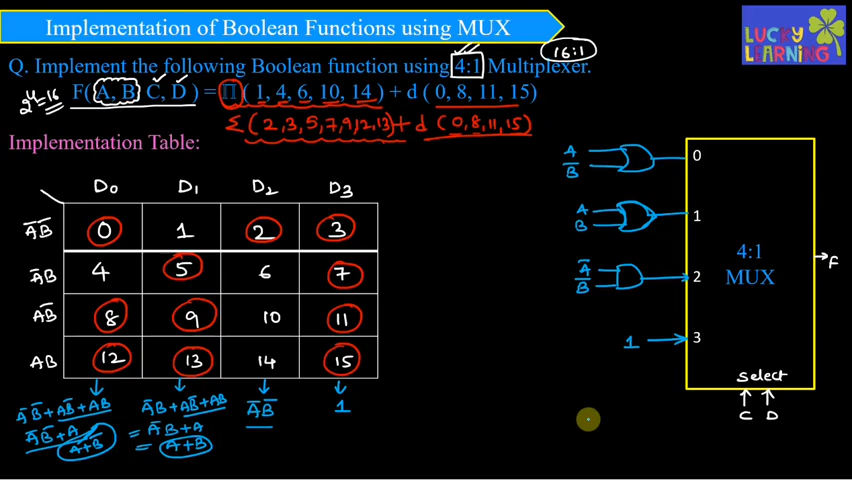 Implementation of Boolean Functions using MUX
LUCKY
LEARNING
16:1
Q. Implement the following Boolean function using 4:1 Multiplexer.
2⁴=16
F( A, B, C, D ) = Π ( 1, 4, 6, 10, 14 ) + d ( 0, 8, 11, 15)
Σ ( 2,3,5,7,9,12,13) + d ( 0,8,11,15)
Implementation Table:
D₀ D₁ D₂ D₃
A̅B̅ 0 1 2 3
A̅B 4 5 6 7
AB̅ 8 9 10 11
AB 12 13 14 15
A̅B̅+AB̅+AB
A̅B̅+A
A+B̅
A̅B+AB̅+AB
= A̅B+A
= A+B
A̅B̅
1
A
B̅
0
A
B
1
A̅
B̅
2
1
3
4:1
MUX
F
Select
C D